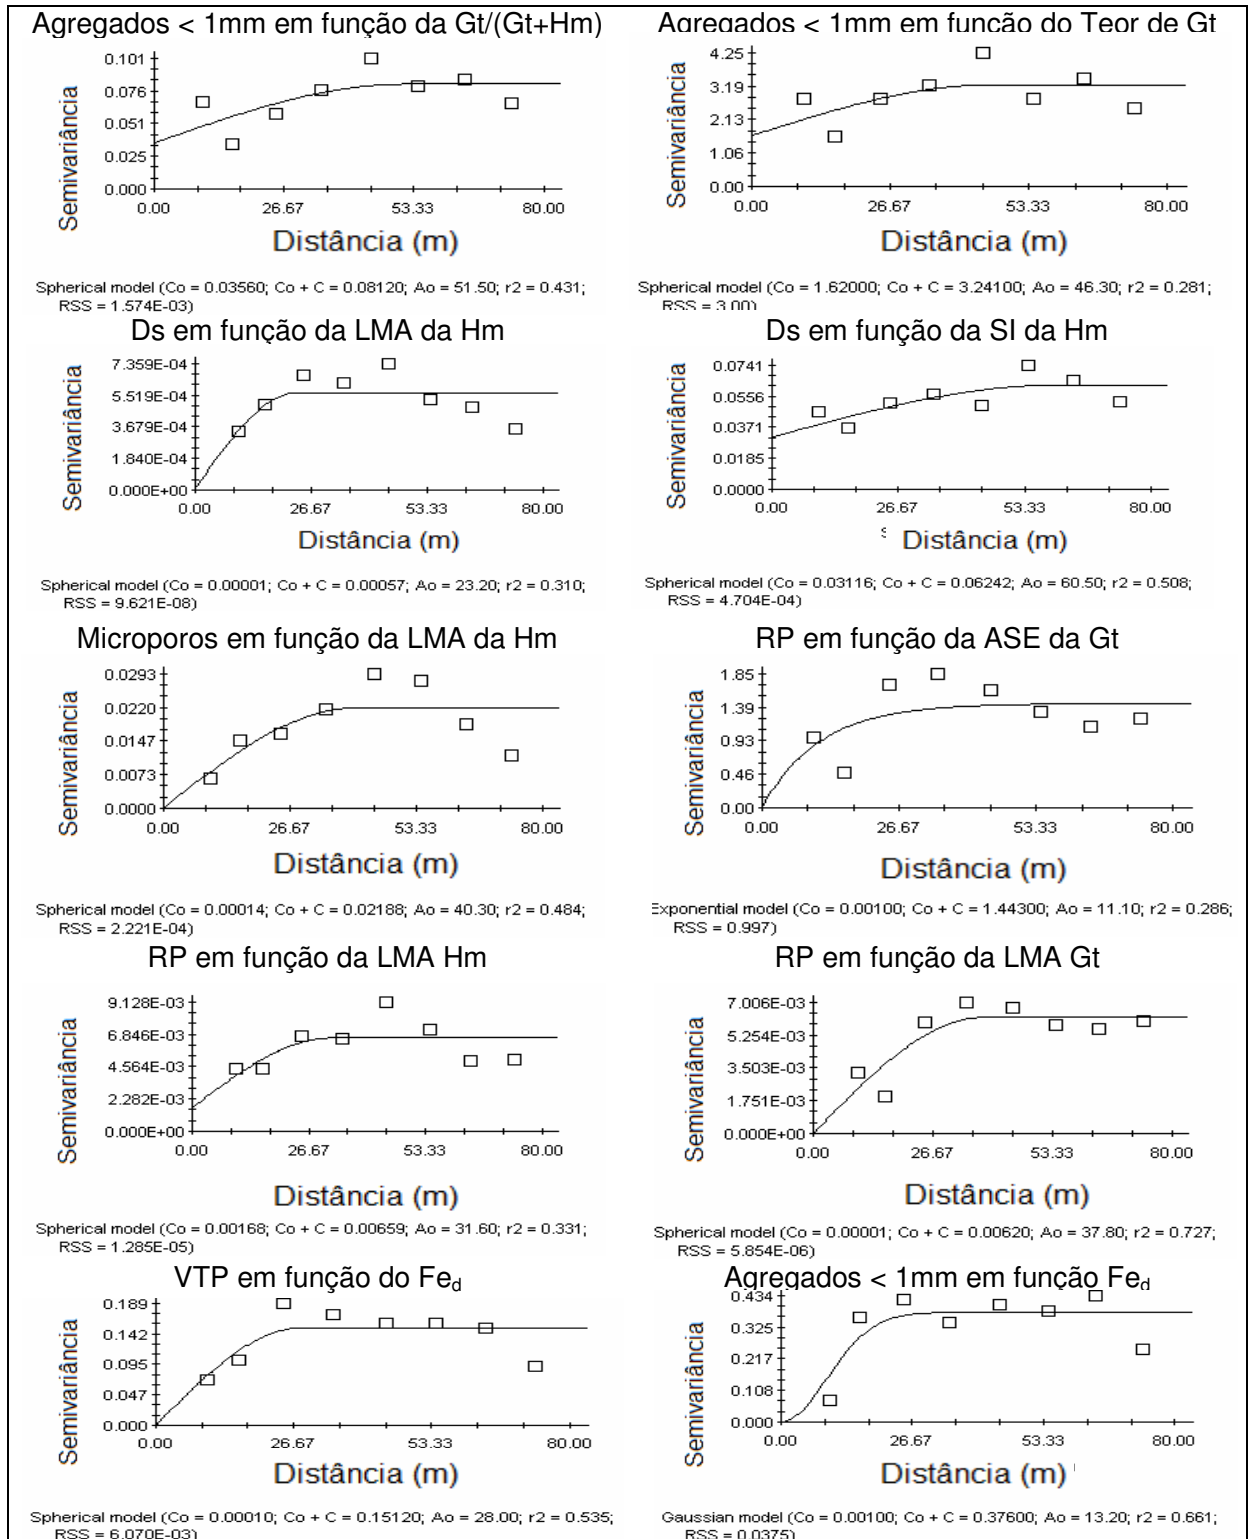 Agregados < 1mm em função da Gt/(Gt+Hm)
Semivariância
0.101
0.076
0.051
0.025
0.000
0.00 26.67 53.33 80.00
Distância (m)
Spherical model (Co = 0.03560; Co + C = 0.08120; Ao = 51.50; r2 = 0.431;
RSS = 1.574E-03)
Agregados < 1mm em função do Teor de Gt
Semivariância
4.25
3.19
2.13
1.06
0.00
0.00 26.67 53.33 80.00
Distância (m)
Spherical model (Co = 1.62000; Co + C = 3.24100; Ao = 46.30; r2 = 0.281;
RSS = 3.00)
Ds em função da LMA da Hm
Semivariância
7.359E-04
5.519E-04
3.679E-04
1.840E-04
0.000E+00
0.00 26.67 53.33 80.00
Distância (m)
Spherical model (Co = 0.00001; Co + C = 0.00057; Ao = 23.20; r2 = 0.310;
RSS = 9.621E-08)
Ds em função da SI da Hm
Semivariância
0.0741
0.0556
0.0371
0.0185
0.0000
0.00 26.67 53.33 80.00
Distância (m)
Spherical model (Co = 0.03116; Co + C = 0.06242; Ao = 60.50; r2 = 0.508;
RSS = 4.704E-04)
Microporos em função da LMA da Hm
Semivariância
0.0293
0.0220
0.0147
0.0073
0.0000
0.00 26.67 53.33 80.00
Distância (m)
Spherical model (Co = 0.00014; Co + C = 0.02188; Ao = 40.30; r2 = 0.484;
RSS = 2.221E-04)
RP em função da ASE da Gt
Semivariância
1.85
1.39
0.93
0.46
0.00
0.00 26.67 53.33 80.00
Distância (m)
Exponential model (Co = 0.00100; Co + C = 1.44300; Ao = 11.10; r2 = 0.286;
RSS = 0.997)
RP em função da LMA Hm
Semivariância
9.128E-03
6.846E-03
4.564E-03
2.282E-03
0.000E+00
0.00 26.67 53.33 80.00
Distância (m)
Spherical model (Co = 0.00168; Co + C = 0.00659; Ao = 31.60; r2 = 0.331;
RSS = 1.285E-05)
RP em função da LMA Gt
Semivariância
7.006E-03
5.254E-03
3.503E-03
1.751E-03
0.000E+00
0.00 26.67 53.33 80.00
Distância (m)
Spherical model (Co = 0.00001; Co + C = 0.00620; Ao = 37.80; r2 = 0.727;
RSS = 5.854E-06)
VTP em função do Fed
Semivariância
0.189
0.142
0.095
0.047
0.000
0.00 26.67 53.33 80.00
Distância (m)
Spherical model (Co = 0.00010; Co + C = 0.15120; Ao = 28.00; r2 = 0.535;
RSS = 6.070E-03)
Agregados < 1mm em função Fed
Semivariância
0.434
0.325
0.217
0.108
0.000
0.00 26.67 53.33 80.00
Distância (m)
Gaussian model (Co = 0.00100; Co + C = 0.37600; Ao = 13.20; r2 = 0.661;
RSS = 0.0375)